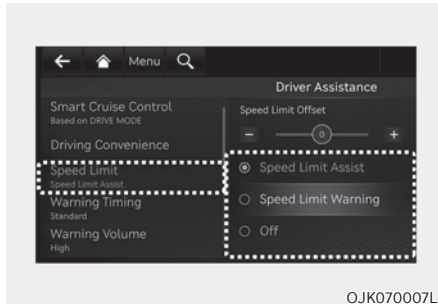 Menu
Driver Assistance
Smart Cruise Control
Based on DRIVE MODE
Driving Convenience
Speed Limit
Speed Limit Assist
Warning Timing
Standard
Warning Volume
High
Speed Limit Offset
- 0 +
Speed Limit Assist
Speed Limit Warning
Off
OJK070007L